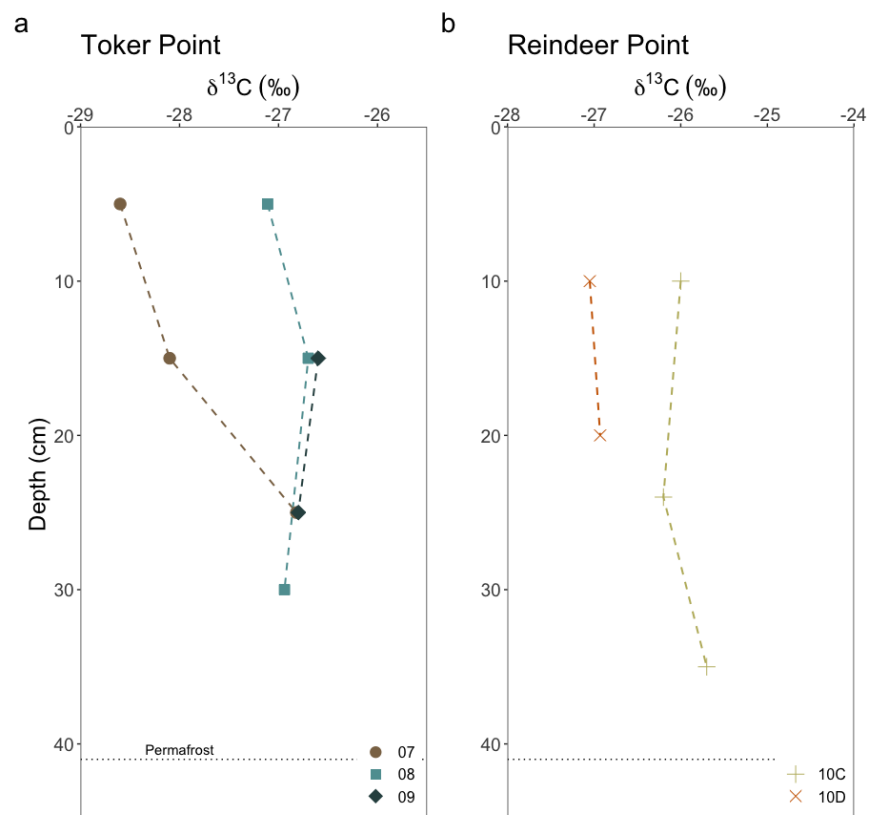 a
Toker Point
δ¹³C (‰)
-29 -28 -27 -26
0
10
20
30
40
Depth (cm)
Permafrost
07
08
09
b
Reindeer Point
δ¹³C (‰)
-28 -27 -26 -25 -24
0
10
20
30
40
10C
10D